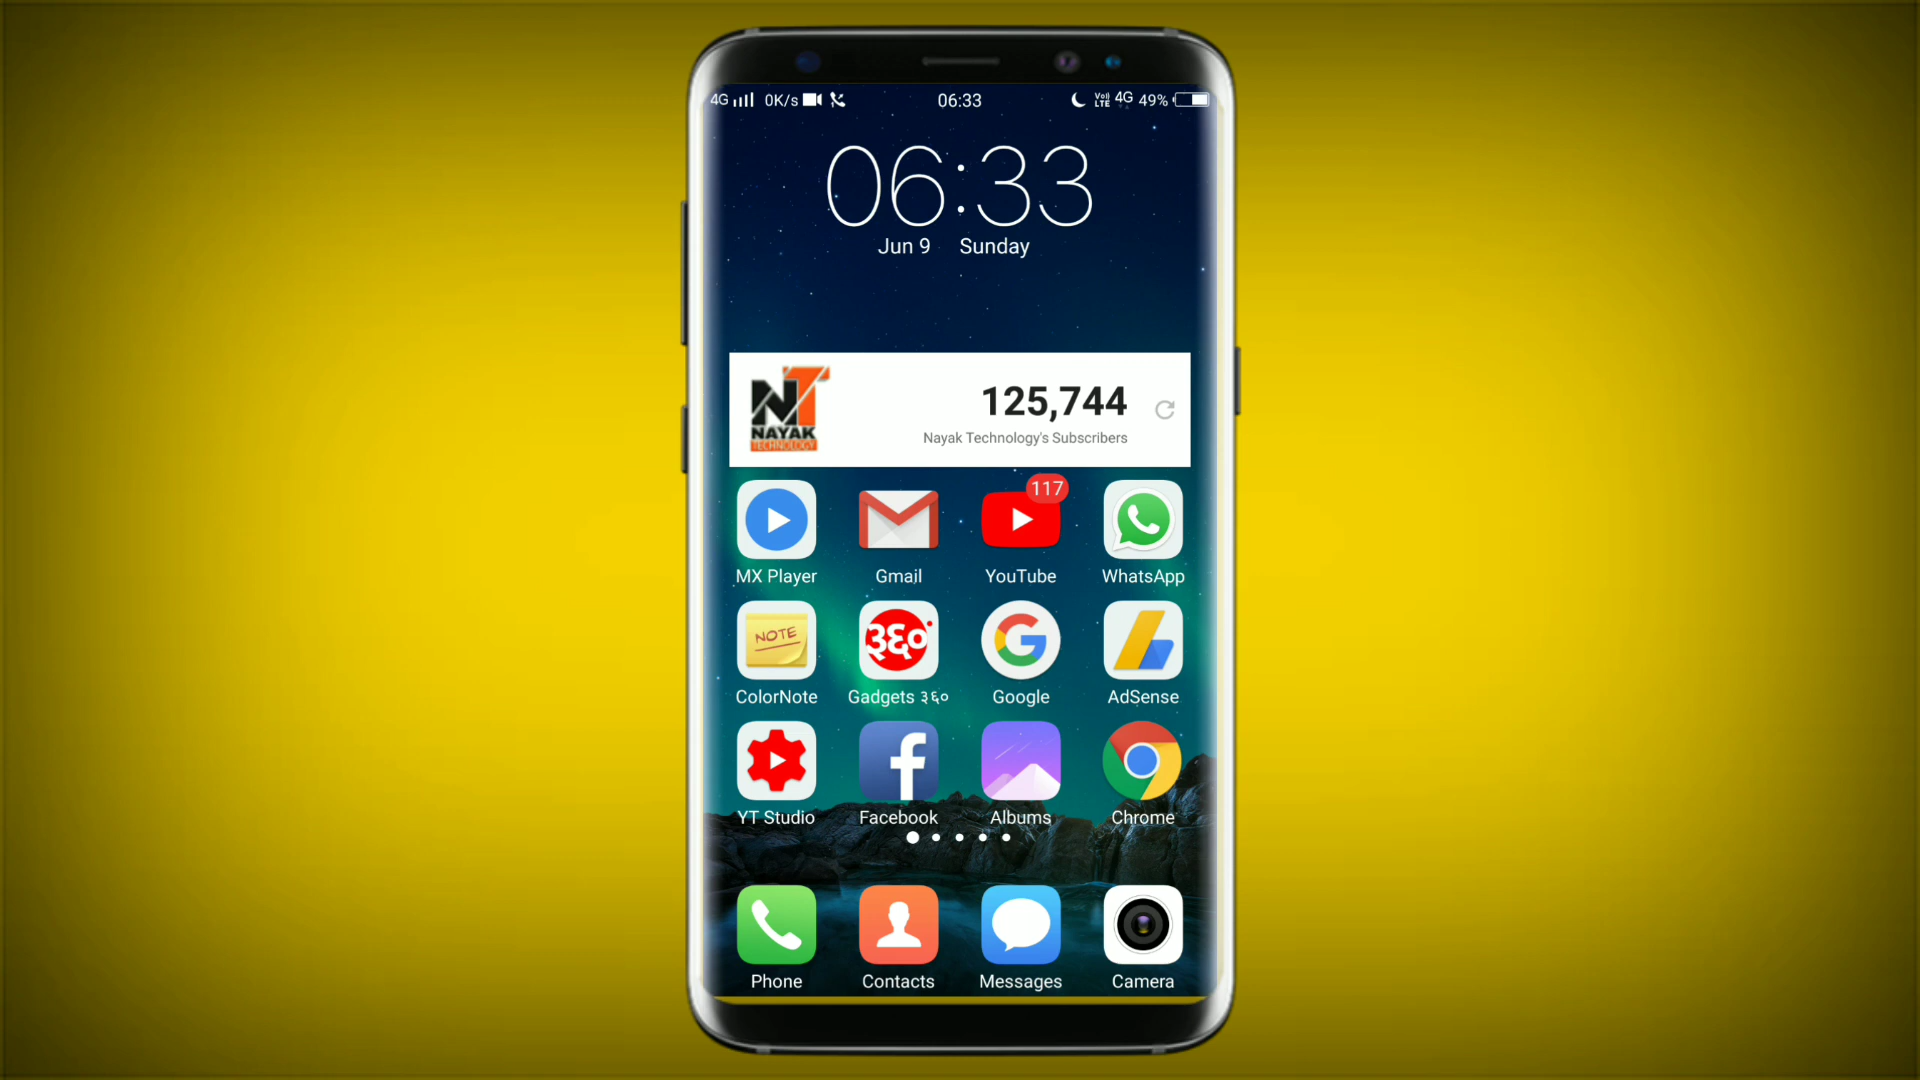 4G 0K/s 06:33 VoLTE 4G 49%
06:33
Jun 9 Sunday
NT
NAYAK
TECHNOLOGY
125,744
Nayak Technology's Subscribers
117
MX Player Gmail YouTube WhatsApp
NOTE ३६०
ColorNote Gadgets ३६० Google AdSense
YT Studio Facebook Albums Chrome
Phone Contacts Messages Camera